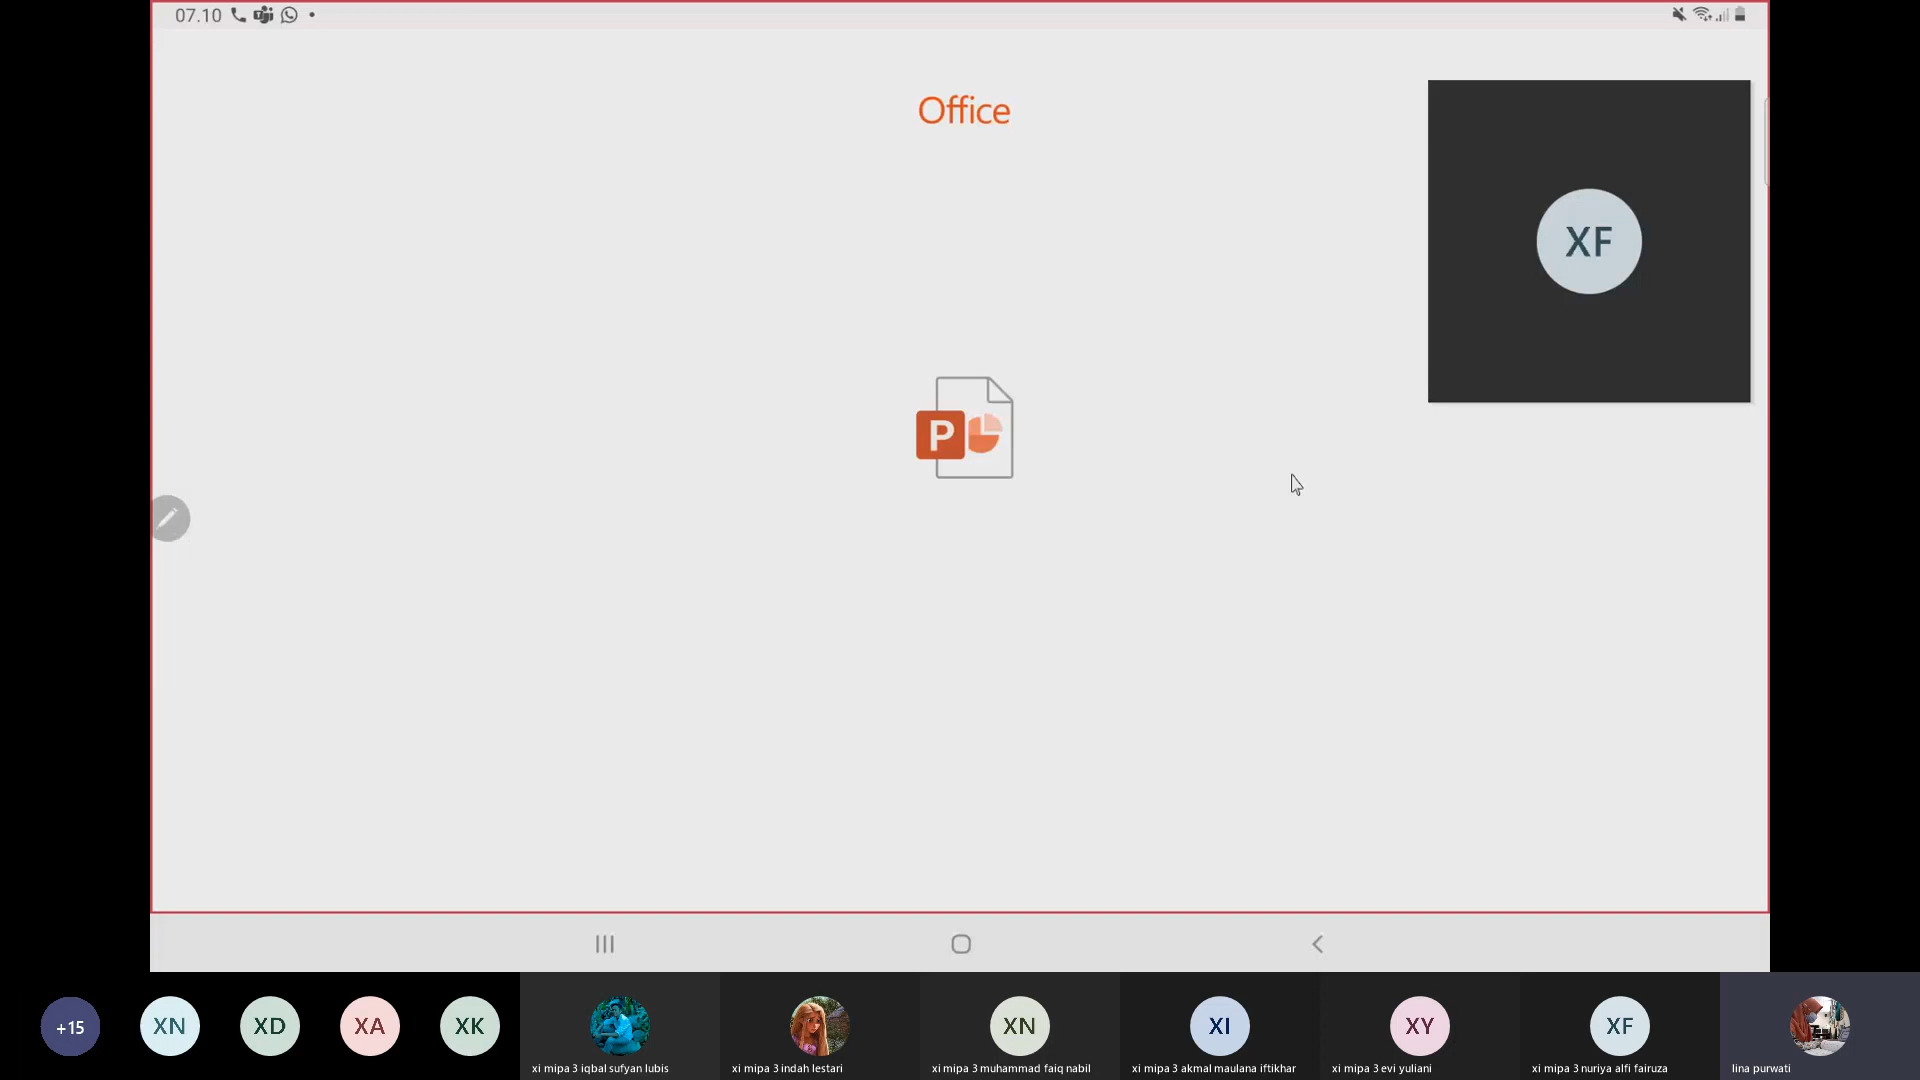 07.10
Office
XF
P
+15
XN
XD
XA
XK
xi mipa 3 iqbal sufyan lubis
xi mipa 3 indah lestari
XN
xi mipa 3 muhammad faiq nabil
XI
xi mipa 3 akmal maulana iftikhar
XY
xi mipa 3 evi yuliani
XF
xi mipa 3 nuriya alfi fairuza
lina purwati